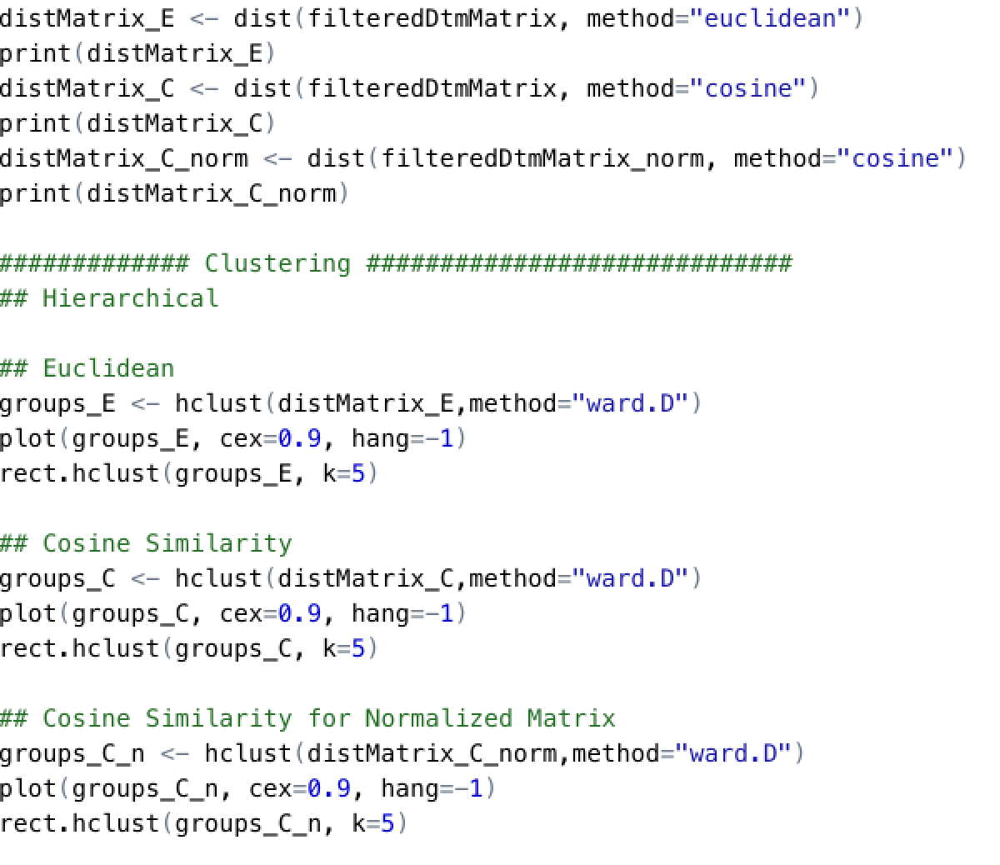 distMatrix_E <- dist(filteredDtmMatrix, method="euclidean")
print(distMatrix_E)
distMatrix_C <- dist(filteredDtmMatrix, method="cosine")
print(distMatrix_C)
distMatrix_C_norm <- dist(filteredDtmMatrix_norm, method="cosine")
print(distMatrix_C_norm)
############# Clustering #############################
## Hierarchical
## Euclidean
groups_E <- hclust(distMatrix_E,method="ward.D")
plot(groups_E, cex=0.9, hang=-1)
rect.hclust(groups_E, k=5)
## Cosine Similarity
groups_C <- hclust(distMatrix_C,method="ward.D")
plot(groups_C, cex=0.9, hang=-1)
rect.hclust(groups_C, k=5)
## Cosine Similarity for Normalized Matrix
groups_C_n <- hclust(distMatrix_C_norm,method="ward.D")
plot(groups_C_n, cex=0.9, hang=-1)
rect.hclust(groups_C_n, k=5)